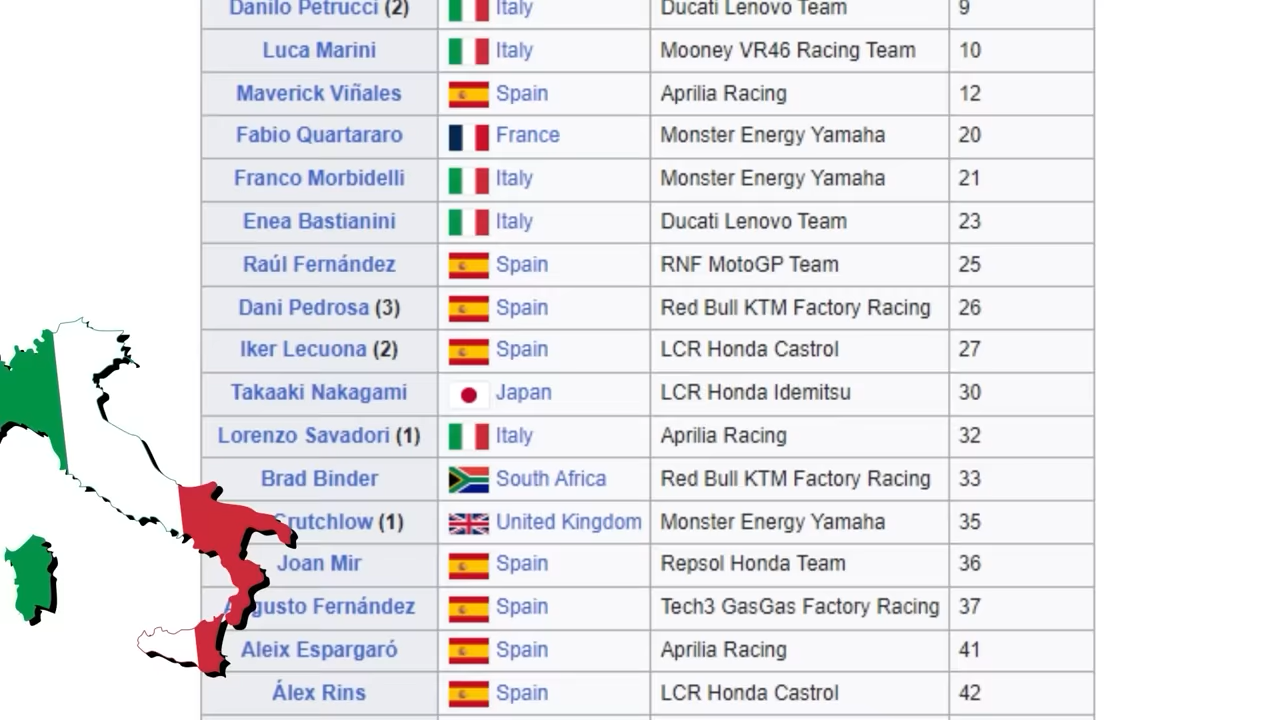 Danilo Petrucci (2) Italy Ducati Lenovo Team 9
Luca Marini Italy Mooney VR46 Racing Team 10
Maverick Viñales Spain Aprilia Racing 12
Fabio Quartararo France Monster Energy Yamaha 20
Franco Morbidelli Italy Monster Energy Yamaha 21
Enea Bastianini Italy Ducati Lenovo Team 23
Raúl Fernández Spain RNF MotoGP Team 25
Dani Pedrosa (3) Spain Red Bull KTM Factory Racing 26
Iker Lecuona (2) Spain LCR Honda Castrol 27
Takaaki Nakagami Japan LCR Honda Idemitsu 30
Lorenzo Savadori (1) Italy Aprilia Racing 32
Brad Binder South Africa Red Bull KTM Factory Racing 33
Crutchlow (1) United Kingdom Monster Energy Yamaha 35
Joan Mir Spain Repsol Honda Team 36
Augusto Fernández Spain Tech3 GasGas Factory Racing 37
Aleix Espargaró Spain Aprilia Racing 41
Álex Rins Spain LCR Honda Castrol 42